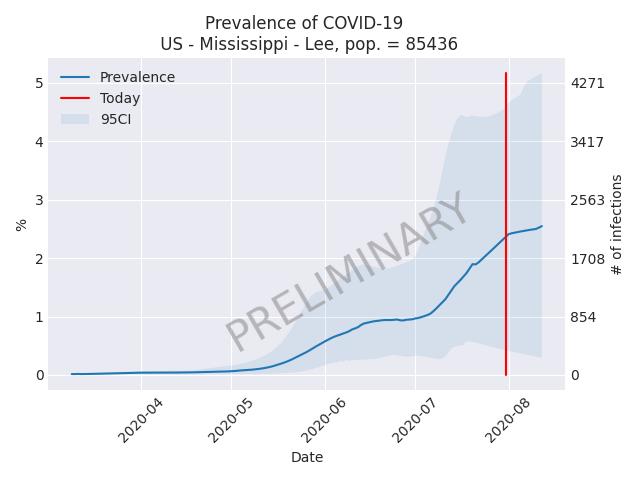 Prevalence of COVID-19
US - Mississippi - Lee, pop. = 85436
Prevalence
Today
95CI
5
4
3
2
1
0
%
4271
3417
2563
1708
854
0
# of infections
PRELIMINARY
2020-04
2020-05
2020-06
2020-07
2020-08
Date